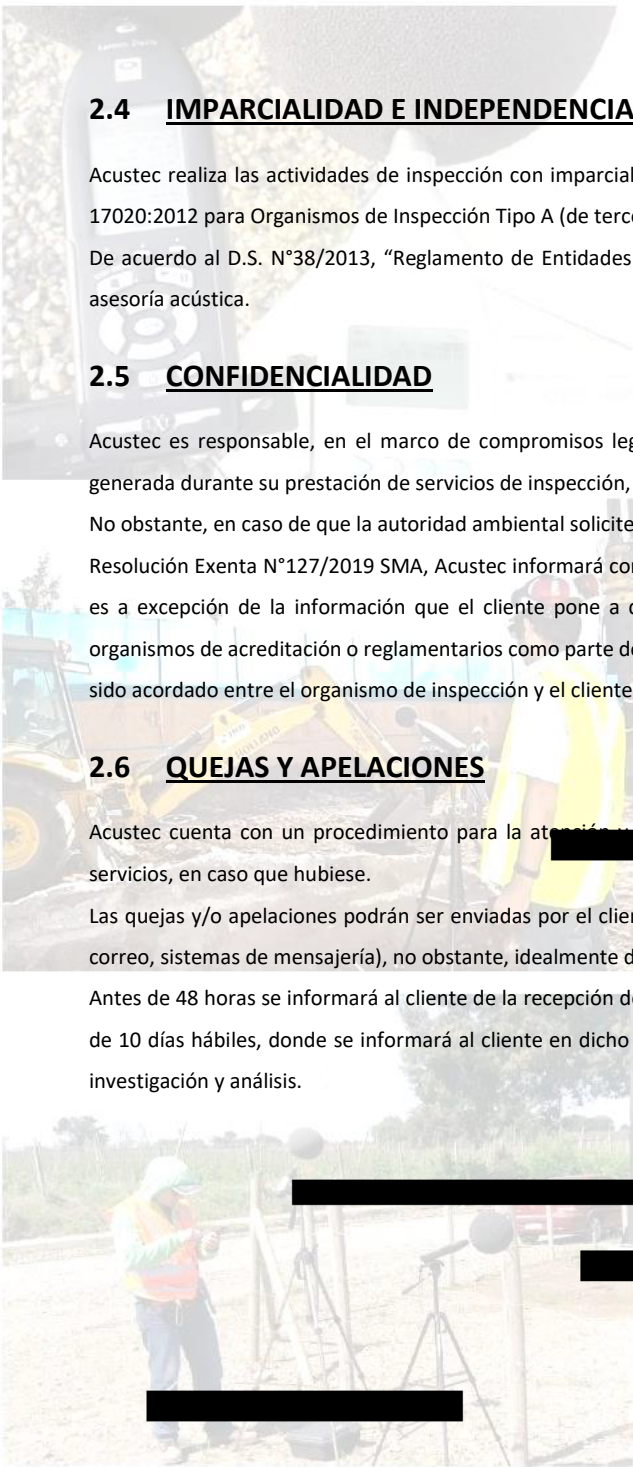 2.4 IMPARCIALIDAD E INDEPENDENCIA
Acustec realiza las actividades de inspección con imparcial
17020:2012 para Organismos de Inspección Tipo A (de terce
De acuerdo al D.S. N°38/2013, “Reglamento de Entidades
asesoría acústica.
2.5 CONFIDENCIALIDAD
Acustec es responsable, en el marco de compromisos leg
generada durante su prestación de servicios de inspección,
No obstante, en caso de que la autoridad ambiental solicite
Resolución Exenta N°127/2019 SMA, Acustec informará con
es a excepción de la información que el cliente pone a d
organismos de acreditación o reglamentarios como parte de
sido acordado entre el organismo de inspección y el cliente
2.6 QUEJAS Y APELACIONES
Acustec cuenta con un procedimiento para la atención y
servicios, en caso que hubiese.
Las quejas y/o apelaciones podrán ser enviadas por el clien
correo, sistemas de mensajería), no obstante, idealmente d
Antes de 48 horas se informará al cliente de la recepción de
de 10 días hábiles, donde se informará al cliente en dicho
investigación y análisis.